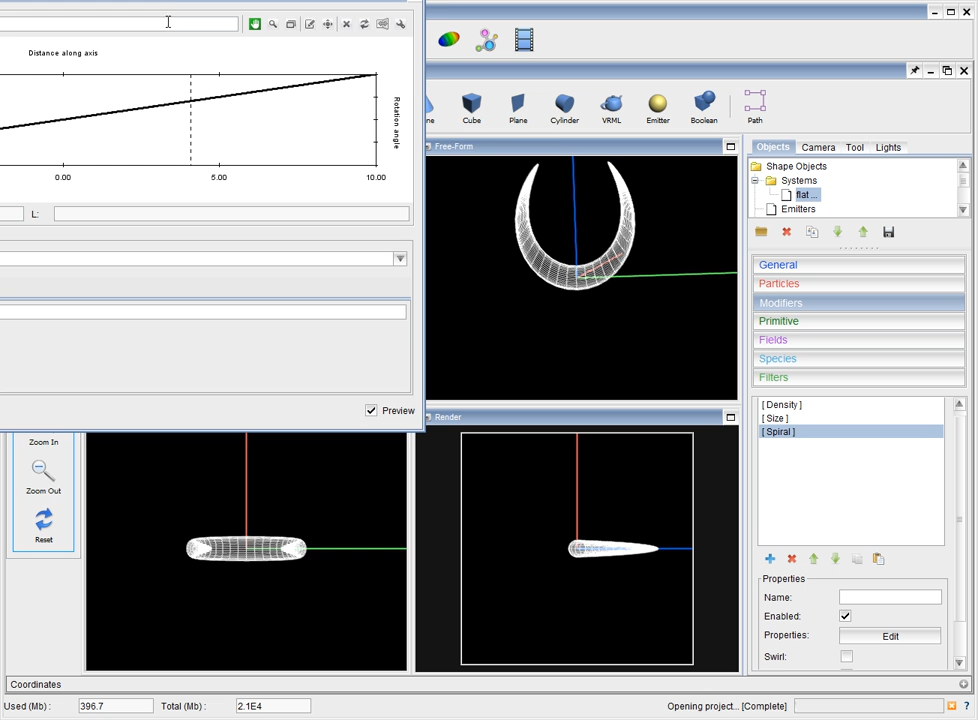 Distance along axis
Rotation angle
0.00
5.00
10.00
L:
Preview
Zoom In
Zoom Out
Reset
Cube
Plane
Cylinder
VRML
Emitter
Boolean
Path
Free-Form
Render
Objects
Camera
Tool
Lights
Shape Objects
Systems
flat ...
Emitters
General
Particles
Modifiers
Primitive
Fields
Species
Filters
[ Density ]
[ Size ]
[ Spiral ]
Properties
Name:
Enabled:
Properties:
Edit
Swirl:
Coordinates
Used (Mb) :
396.7
Total (Mb) :
2.1E4
Opening project... [Complete]
?